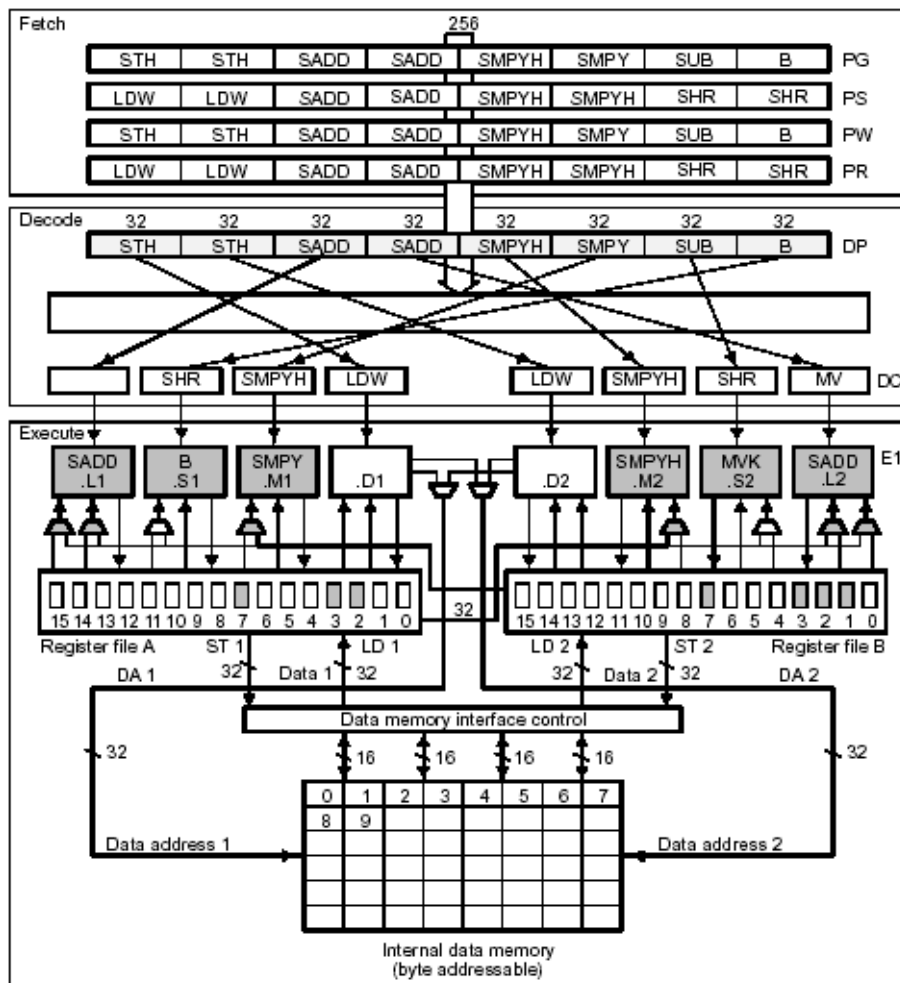 Fetch
256
STH STH SADD SADD SMPYH SMPY SUB B PG
LDW LDW SADD SADD SMPYH SMPYH SHR SHR PS
STH STH SADD SADD SMPYH SMPY SUB B PW
LDW LDW SADD SADD SMPYH SMPYH SHR SHR PR
Decode 32 32 32 32 32 32 32 32
STH STH SADD SADD SMPYH SMPY SUB B DP
SHR SMPYH LDW LDW SMPYH SHR MV DC
Execute
SADD .L1 B .S1 SMPY .M1 .D1 .D2 SMPYH .M2 MVK .S2 SADD .L2 E1
15 14 13 12 11 10 9 8 7 6 5 4 3 2 1 0 32 15 14 13 12 11 10 9 8 7 6 5 4 3 2 1 0
Register file A ST 1 LD 1 LD 2 ST 2 Register file B
DA 1 32 Data 1 32 32 Data 2 32 DA 2
Data memory interface control
32 16 16 16 16 32
0 1 2 3 4 5 6 7
8 9
Data address 1 Data address 2
Internal data memory
(byte addressable)